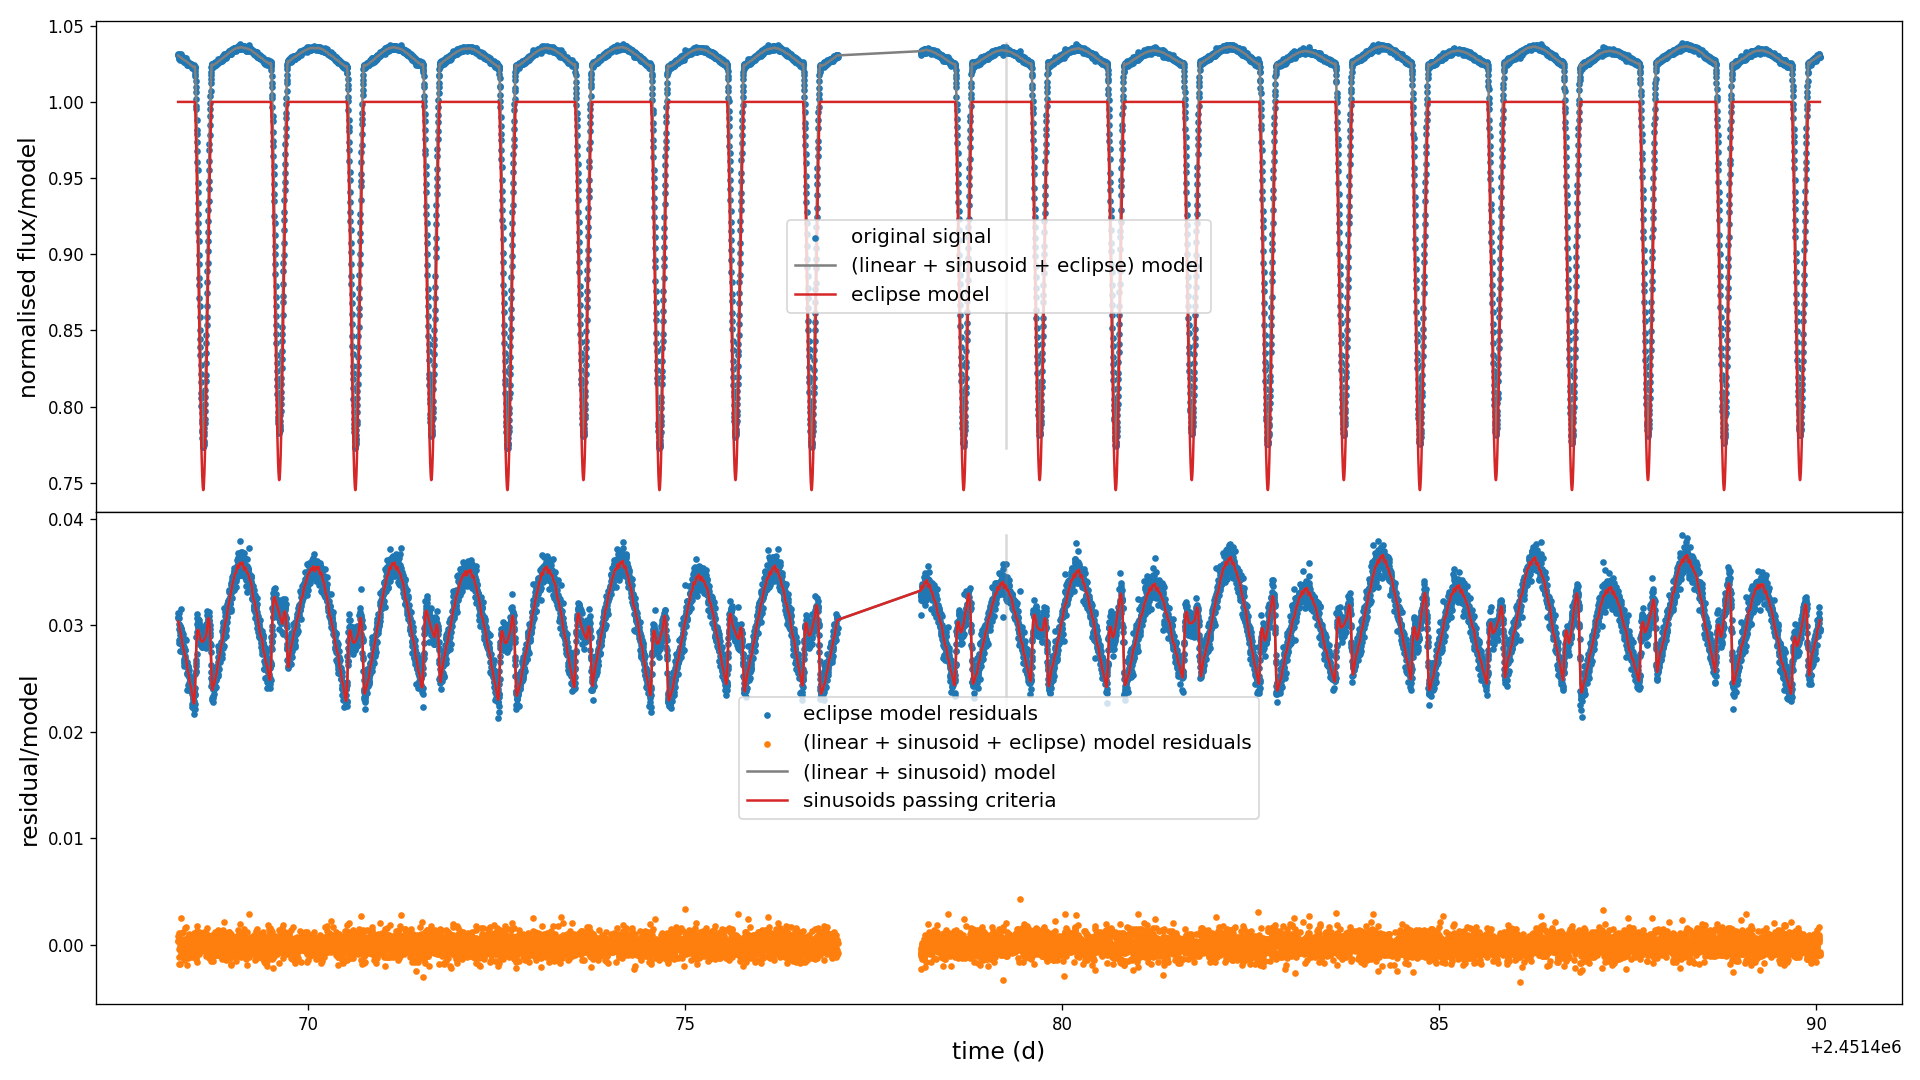 normalised flux/model
1.05
1.00
0.95
0.90
0.85
0.80
0.75
original signal
(linear + sinusoid + eclipse) model
eclipse model
residual/model
0.04
0.03
0.02
0.01
0.00
eclipse model residuals
(linear + sinusoid + eclipse) model residuals
(linear + sinusoid) model
sinusoids passing criteria
70 75 80 85 90
time (d)
+2.4514e6